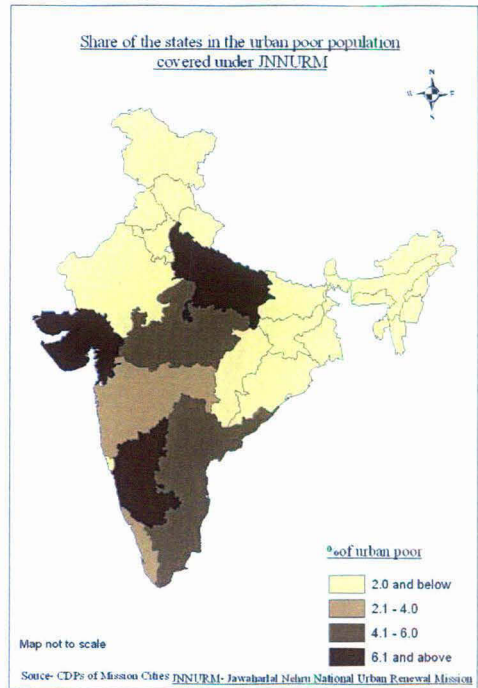 Share of the states in the urban poor population
covered under JNNURM
N
W E
S
% of urban poor
2.0 and below
2.1 - 4.0
4.1 - 6.0
6.1 and above
Map not to scale
Souce- CDPs of Mission Cities JNNURM- Jawaharlal Nehru National Urban Renewal Mission